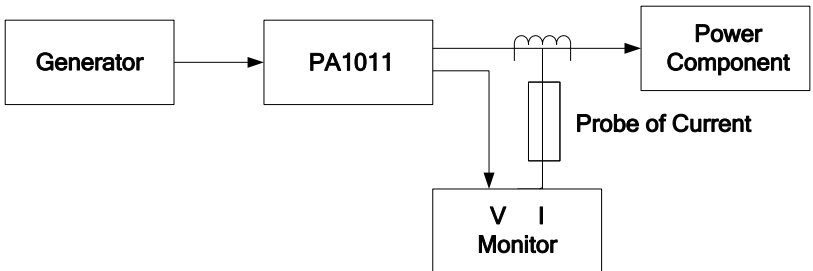 Generator
PA1011
Power
Component
Probe of Current
V I
Monitor